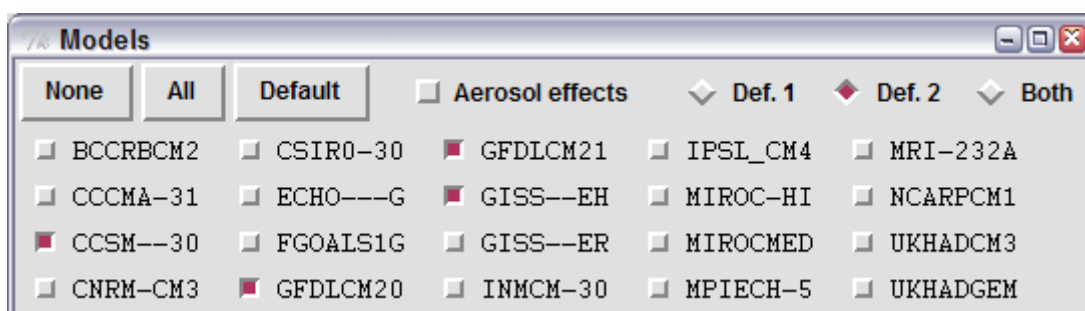 Models
None All Default Aerosol effects Def. 1 Def. 2 Both
BCCRBCM2 CSIRO-30 GFDLCM21 IPSL_CM4 MRI-232A
CCCMA-31 ECHO---G GISS--EH MIROC-HI NCARPCM1
CCSM--30 FGOALS1G GISS--ER MIROCMED UKHADCM3
CNRM-CM3 GFDLCM20 INMCM-30 MPIECH-5 UKHADGEM